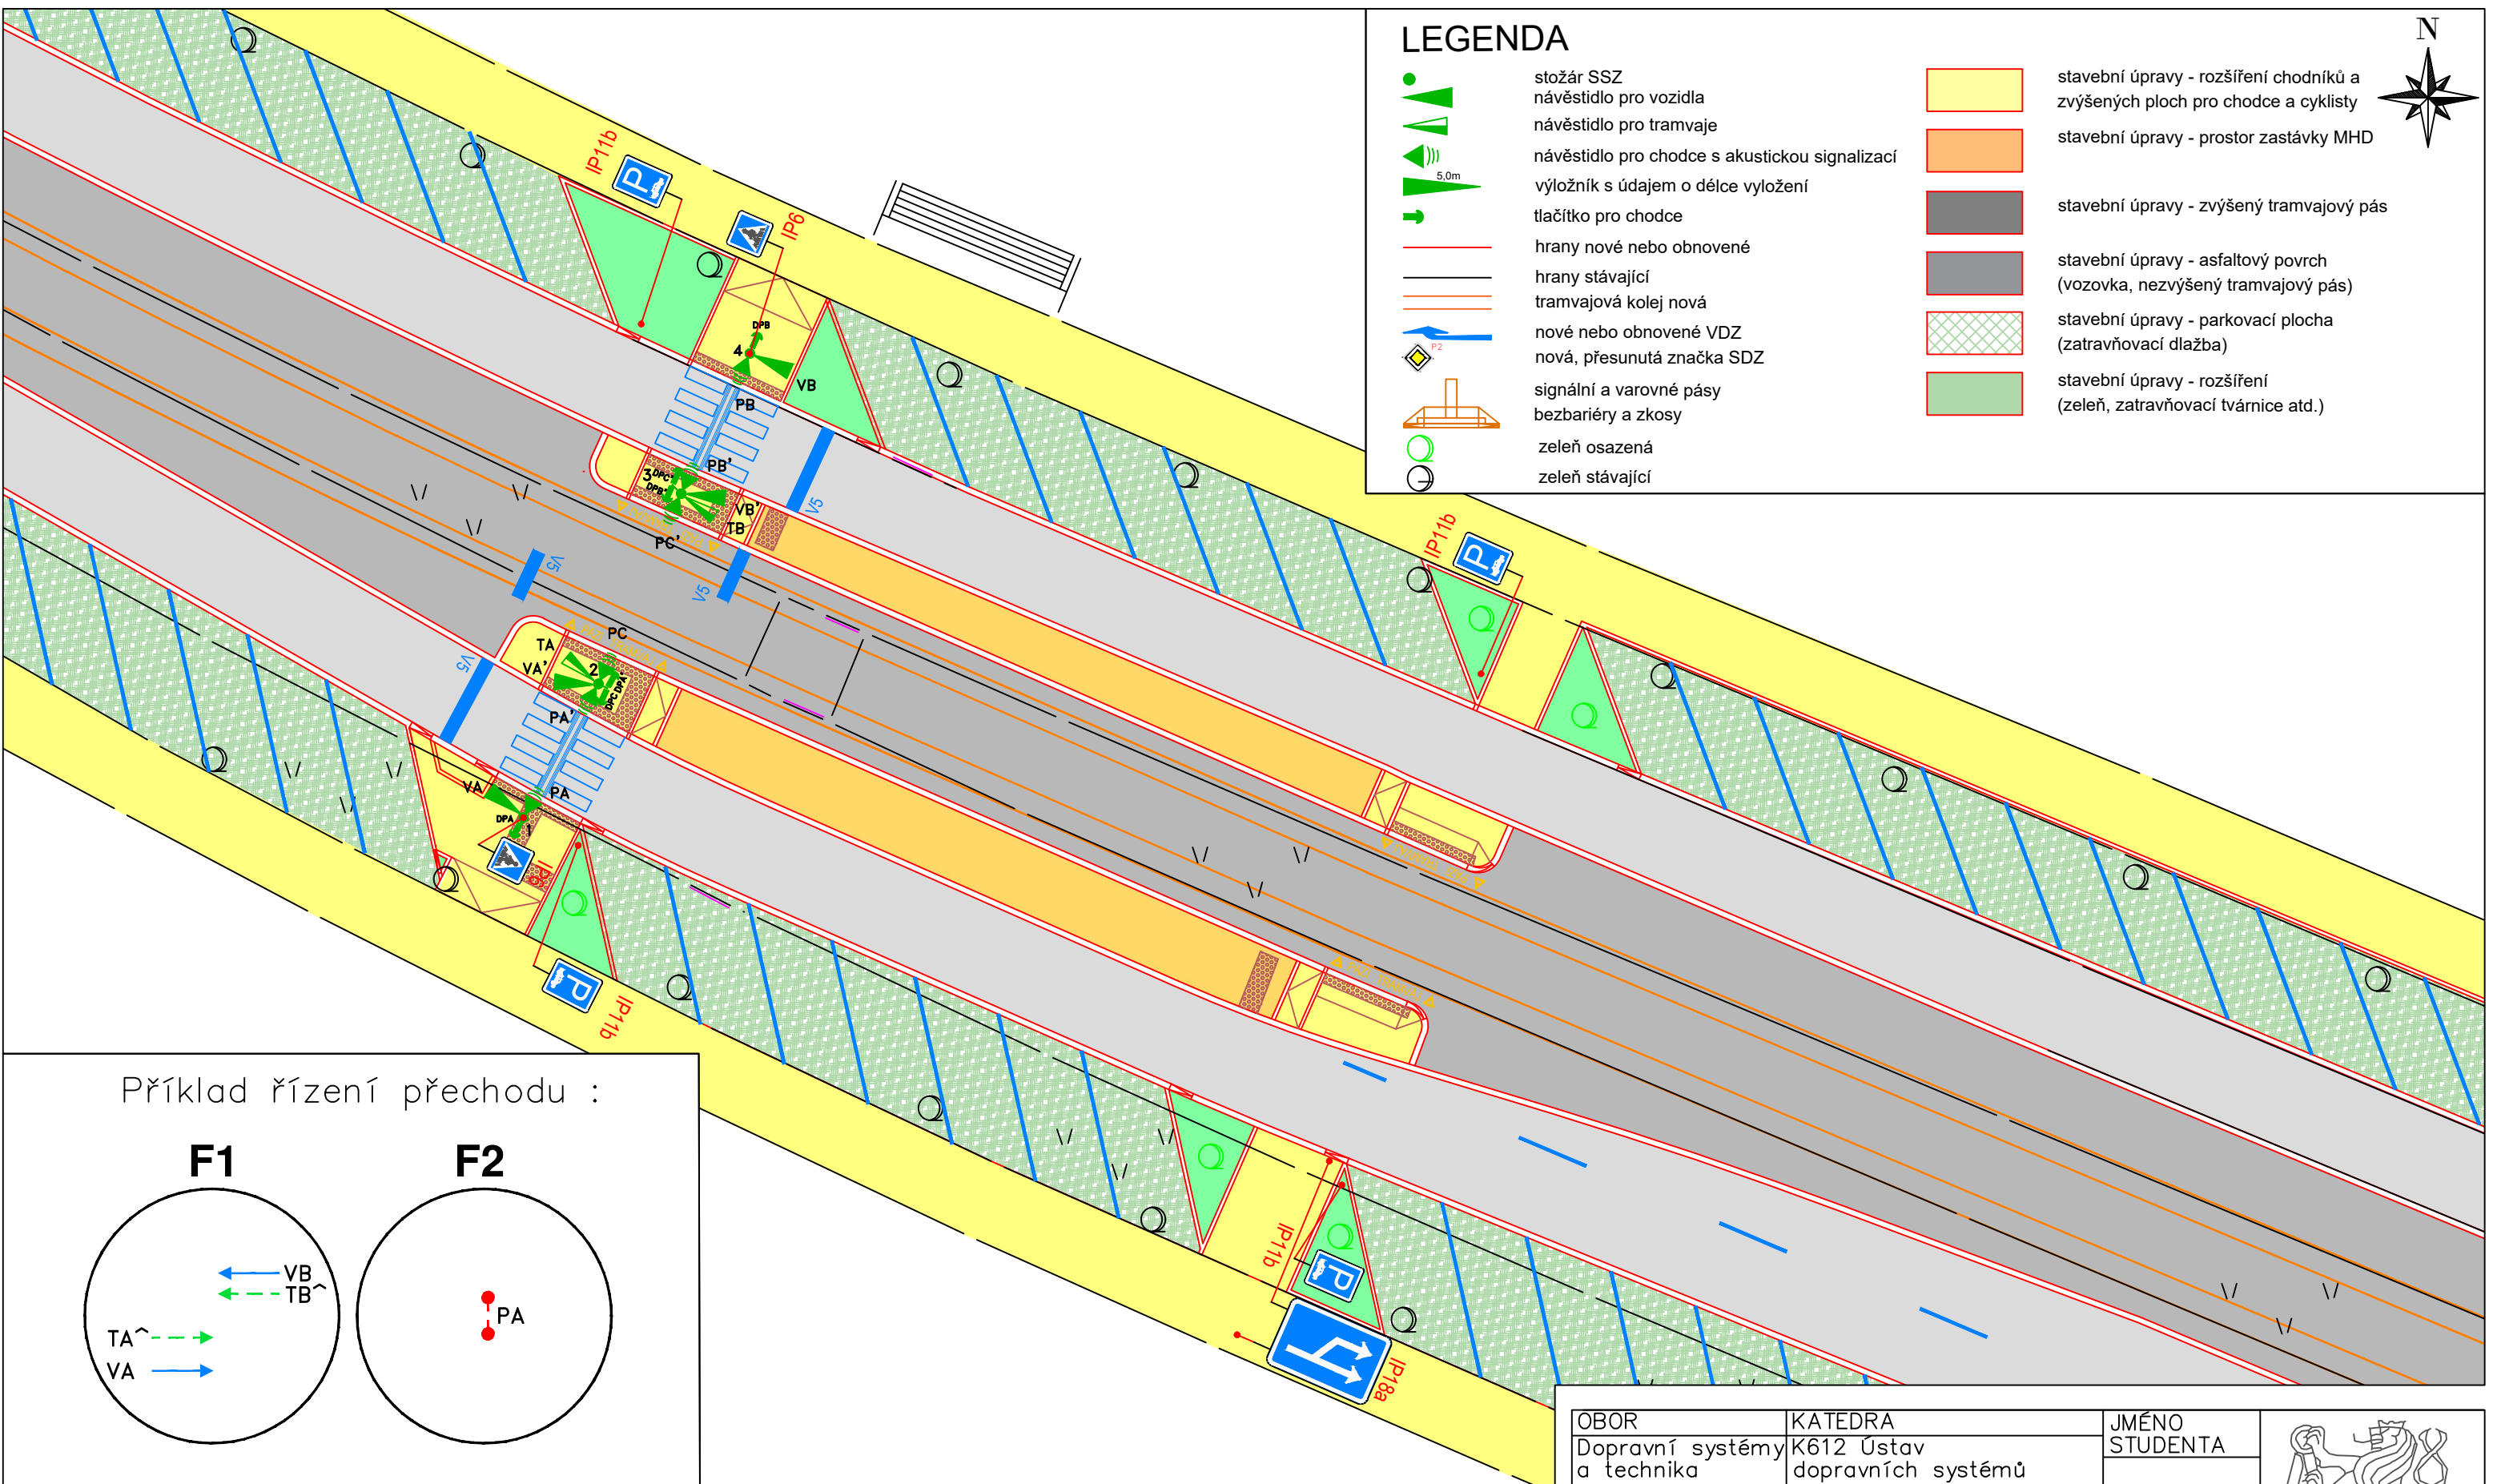 LEGENDA
N
stožár SSZ
návěstidlo pro vozidla
návěstidlo pro tramvaje
návěstidlo pro chodce s akustickou signalizací
5,0m
výložník s údajem o délce vyložení
tlačítko pro chodce
hrany nové nebo obnovené
hrany stávající
tramvajová kolej nová
nové nebo obnovené VDZ
P2
nová, přesunutá značka SDZ
signální a varovné pásy
bezbariéry a zkosy
zeleň osazená
zeleň stávající
stavební úpravy - rozšíření chodníků a
zvýšených ploch pro chodce a cyklisty
stavební úpravy - prostor zastávky MHD
stavební úpravy - zvýšený tramvajový pás
stavební úpravy - asfaltový povrch
(vozovka, nezvýšený tramvajový pás)
stavební úpravy - parkovací plocha
(zatravňovací dlažba)
stavební úpravy - rozšíření
(zeleň, zatravňovací tvárnice atd.)
IP11b
P
IP6
DPB
4
VB
PB
PB'
3
DPC'
DPB'
VB'
TB
PC'
V5
V5
V5
V5
IP11b
P
PC
TA
VA'
2
DPC
DPA'
PA'
VA
PA
DPA
1
P
IP11b
IP11b
P
IP18a
Příklad řízení přechodu :
F1
F2
VB
TB^
TA^
VA
PA
OBOR
KATEDRA
JMÉNO
STUDENTA
Dopravní systémy
a technika
K612 Ústav
dopravních systémů